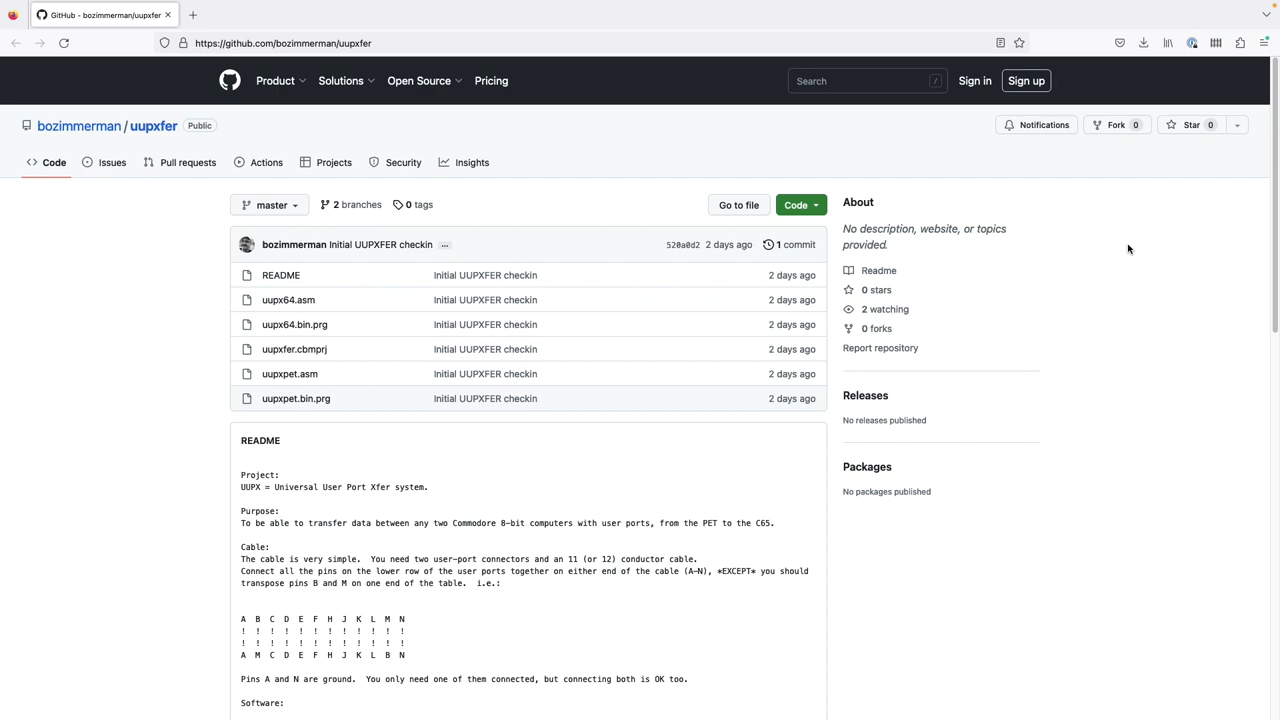 GitHub - bozimmerman/uupxfer
https://github.com/bozimmerman/uupxfer
Product Solutions Open Source Pricing
Search /
Sign in Sign up
bozimmerman / uupxfer Public
Notifications Fork 0 Star 0
Code Issues Pull requests Actions Projects Security Insights
master 2 branches 0 tags Go to file Code
bozimmerman Initial UUPXFER checkin ... 520a0d2 2 days ago 1 commit
README Initial UUPXFER checkin 2 days ago
uupx64.asm Initial UUPXFER checkin 2 days ago
uupx64.bin.prg Initial UUPXFER checkin 2 days ago
uupxfer.cbmprj Initial UUPXFER checkin 2 days ago
uupxpet.asm Initial UUPXFER checkin 2 days ago
uupxpet.bin.prg Initial UUPXFER checkin 2 days ago
README
Project:
UUPX = Universal User Port Xfer system.
Purpose:
To be able to transfer data between any two Commodore 8-bit computers with user ports, from the PET to the C65.
Cable:
The cable is very simple. You need two user-port connectors and an 11 (or 12) conductor cable.
Connect all the pins on the lower row of the user ports together on either end of the cable (A-N), *EXCEPT* you should
transpose pins B and M on one end of the table. i.e.:
A B C D E F H J K L M N
! ! ! ! ! ! ! ! ! ! ! !
! ! ! ! ! ! ! ! ! ! ! !
A M C D E F H J K L B N
Pins A and N are ground. You only need one of them connected, but connecting both is OK too.
Software:
About
No description, website, or topics
provided.
Readme
0 stars
2 watching
0 forks
Report repository
Releases
No releases published
Packages
No packages published